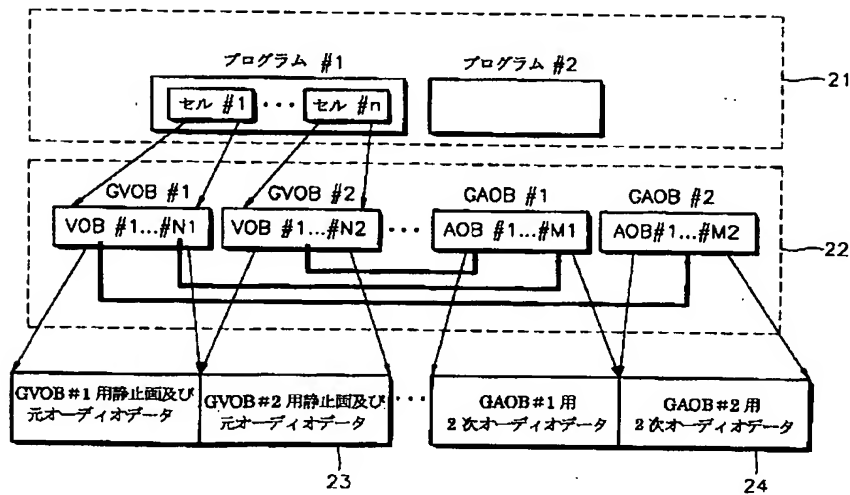 プログラム #1
プログラム #2
21
セル #1 ･･･ セル #n
GVOB #1
GVOB #2
GAOB #1
GAOB #2
VOB #1...#N1
VOB #1...#N2
･･･
AOB #1...#M1
AOB#1...#M2
22
GVOB#1用静止画及び
元オーディオデータ
GVOB#2用静止画及び
元オーディオデータ
･･･
GAOB#1用
2次オーディオデータ
GAOB#2用
2次オーディオデータ
23
24